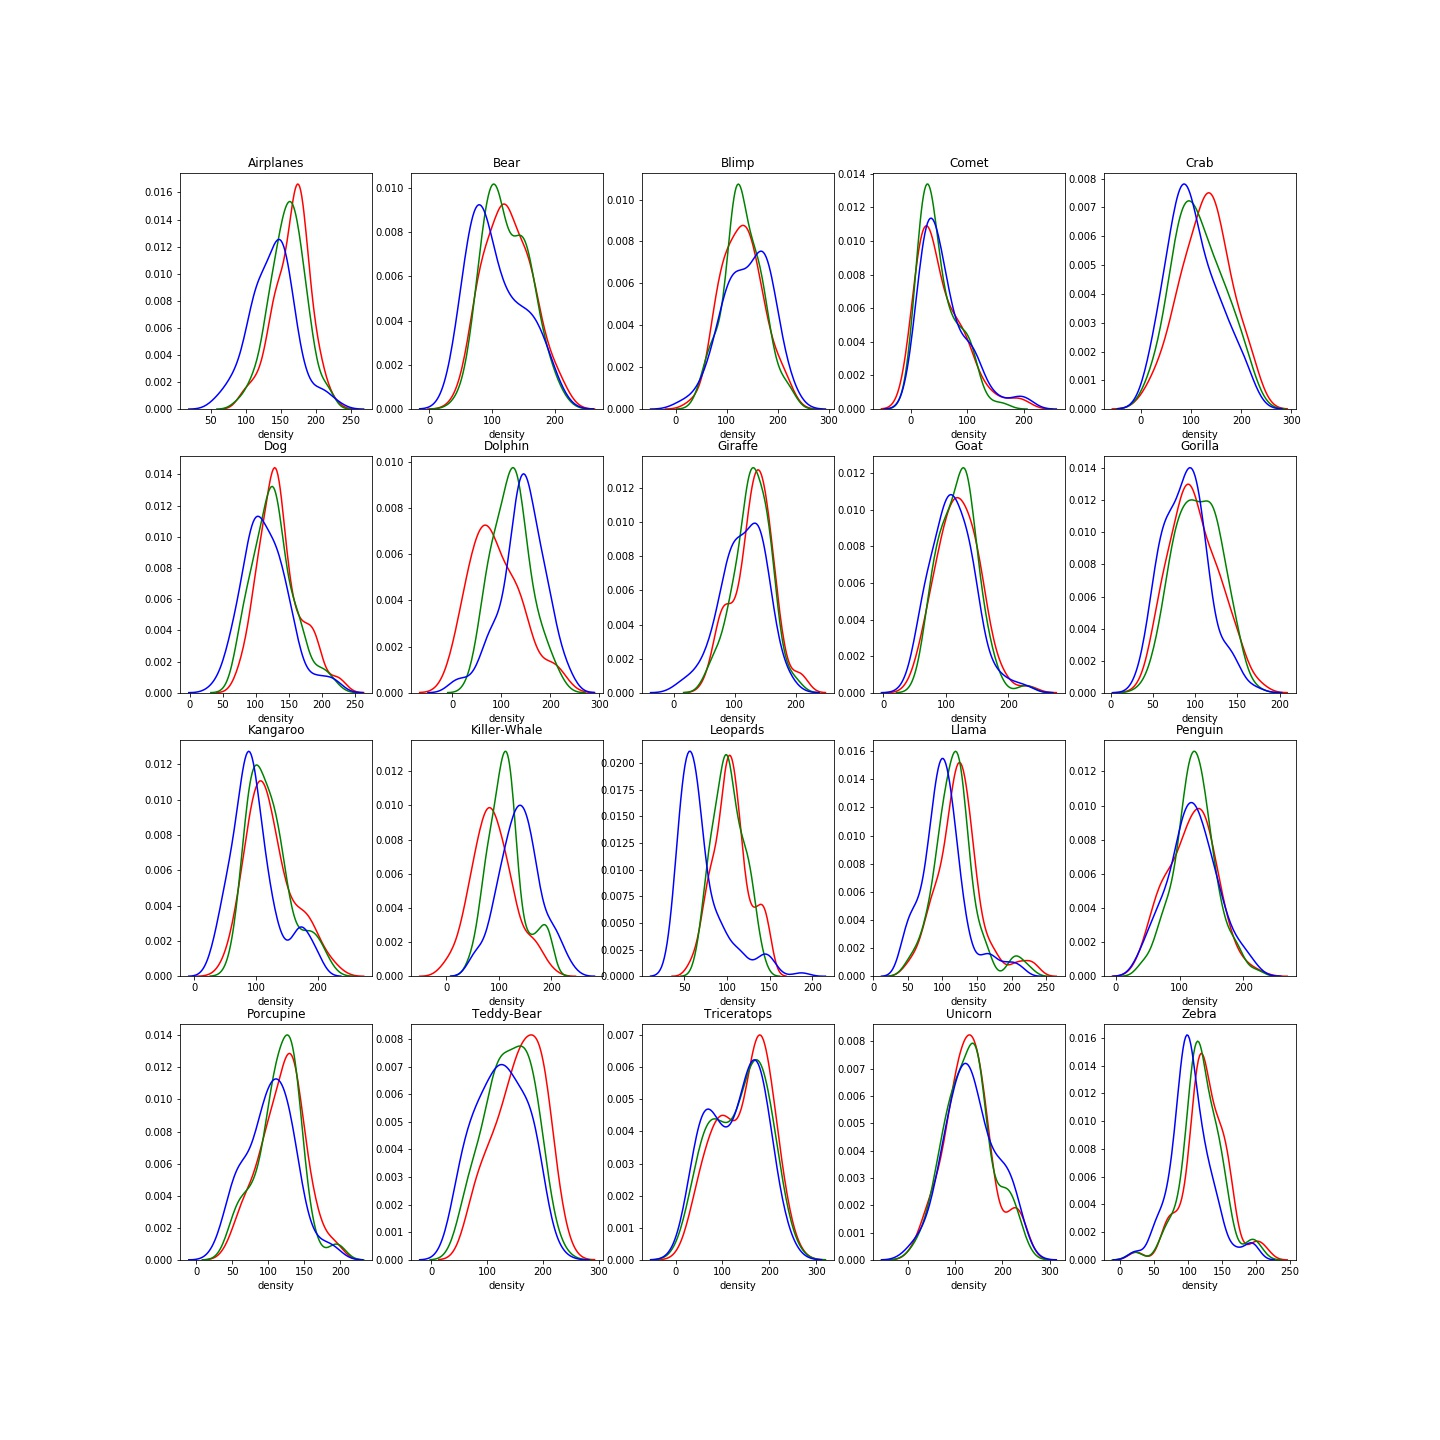 Airplanes
0.016
0.014
0.012
0.010
0.008
0.006
0.004
0.002
0.000
50 100 150 200 250
density
Bear
0.010
0.008
0.006
0.004
0.002
0.000
0 100 200
density
Blimp
0.010
0.008
0.006
0.004
0.002
0.000
0 100 200 300
density
Comet
0.014
0.012
0.010
0.008
0.006
0.004
0.002
0.000
0 100 200
density
Crab
0.008
0.007
0.006
0.005
0.004
0.003
0.002
0.001
0.000
0 100 200 300
density
Dog
0.014
0.012
0.010
0.008
0.006
0.004
0.002
0.000
0 50 100 150 200 250
density
Dolphin
0.010
0.008
0.006
0.004
0.002
0.000
0 100 200 300
density
Giraffe
0.012
0.010
0.008
0.006
0.004
0.002
0.000
0 100 200
density
Goat
0.012
0.010
0.008
0.006
0.004
0.002
0.000
0 100 200
density
Gorilla
0.014
0.012
0.010
0.008
0.006
0.004
0.002
0.000
0 50 100 150 200
density
Kangaroo
0.012
0.010
0.008
0.006
0.004
0.002
0.000
0 100 200
density
Killer-Whale
0.012
0.010
0.008
0.006
0.004
0.002
0.000
0 100 200
density
Leopards
0.0200
0.0175
0.0150
0.0125
0.0100
0.0075
0.0050
0.0025
0.0000
50 100 150 200
density
Llama
0.016
0.014
0.012
0.010
0.008
0.006
0.004
0.002
0.000
0 50 100 150 200 250
density
Penguin
0.012
0.010
0.008
0.006
0.004
0.002
0.000
0 100 200
density
Porcupine
0.014
0.012
0.010
0.008
0.006
0.004
0.002
0.000
0 50 100 150 200
density
Teddy-Bear
0.008
0.007
0.006
0.005
0.004
0.003
0.002
0.001
0.000
0 100 200 300
density
Triceratops
0.007
0.006
0.005
0.004
0.003
0.002
0.001
0.000
0 100 200 300
density
Unicorn
0.008
0.007
0.006
0.005
0.004
0.003
0.002
0.001
0.000
0 100 200 300
density
Zebra
0.016
0.014
0.012
0.010
0.008
0.006
0.004
0.002
0.000
0 50 100 150 200 250
density